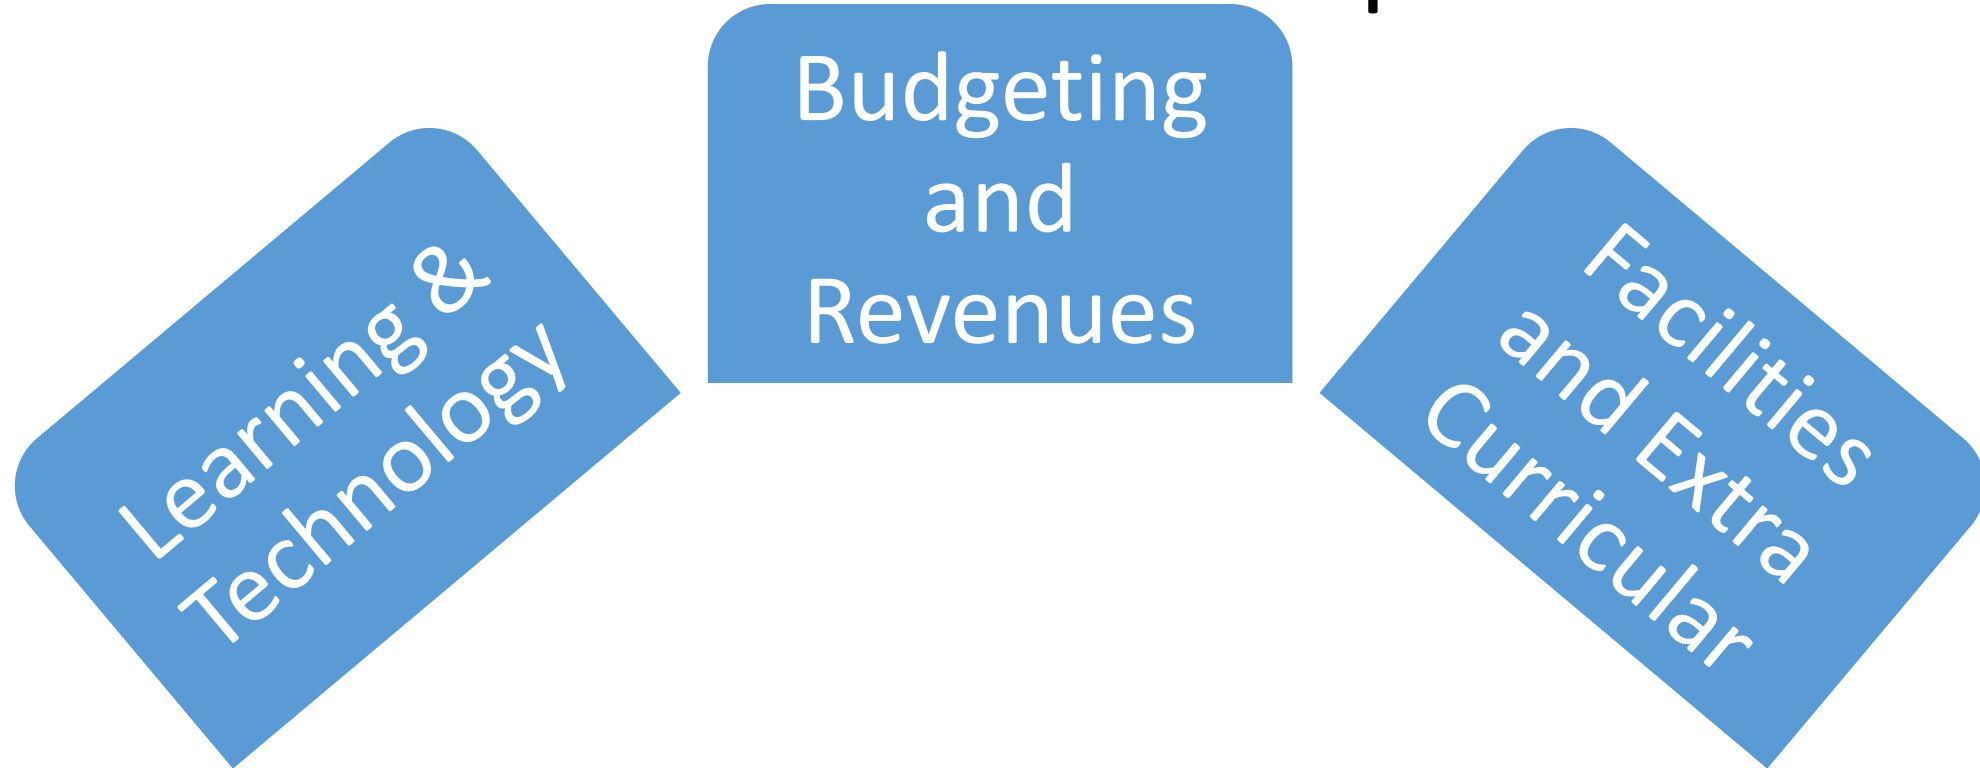 Learning &
Technology
Budgeting
and
Revenues
Facilities
and Extra
Curricular